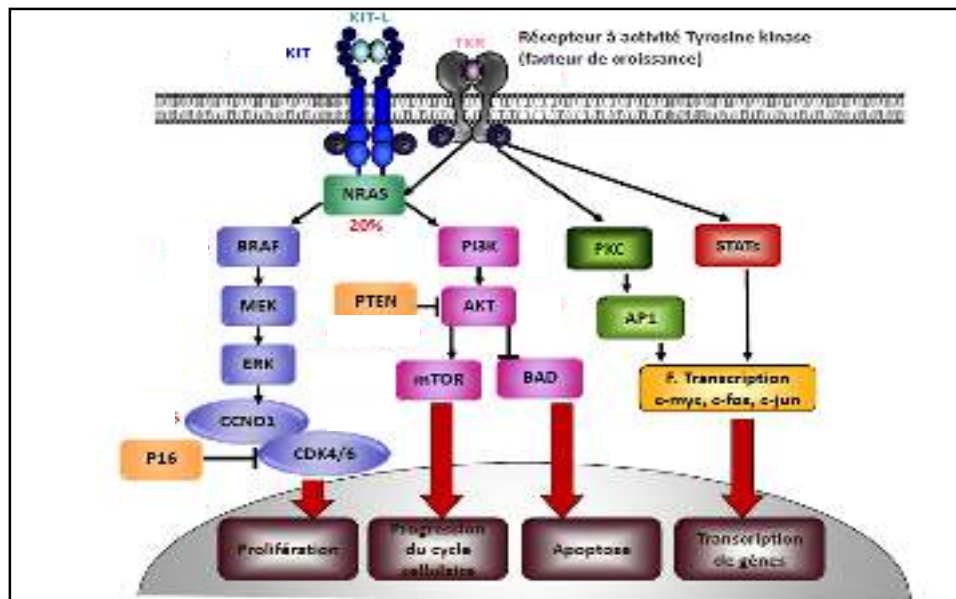 KIT-L
KIT
TKR
Récepteur à activité Tyrosine kinase
(facteur de croissance)
NRAS
20%
BRAF
PI3K
PKC
STATs
MEK
PTEN
AKT
AP1
ERK
mTOR
BAD
F. Transcription
c-myc, c-fos, c-jun
CCND1
P16
CDK4/6
Prolifération
Progression
du cycle
cellulaire
Apoptose
Transcription
de gènes